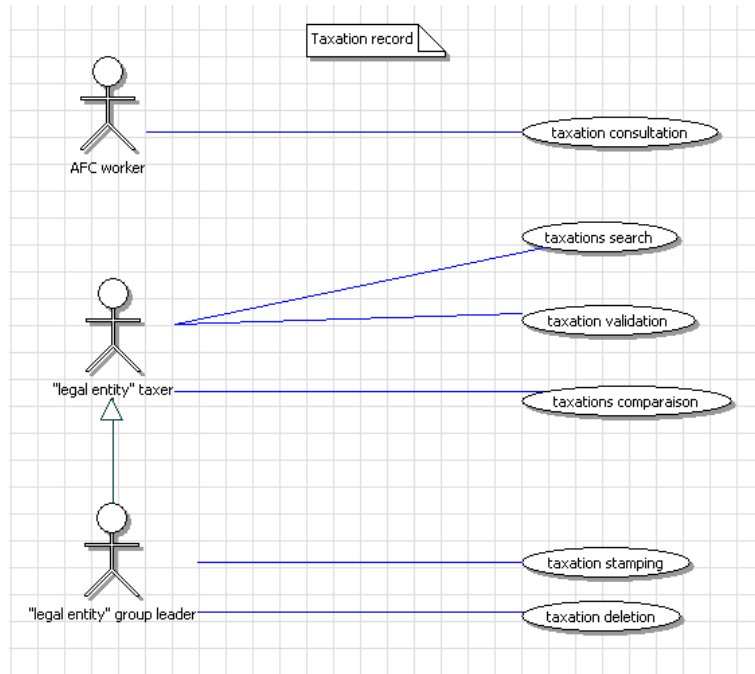 Taxation record
AFC worker
taxation consultation
taxations search
taxation validation
"legal entity" taxer
taxations comparaison
taxation stamping
"legal entity" group leader
taxation deletion